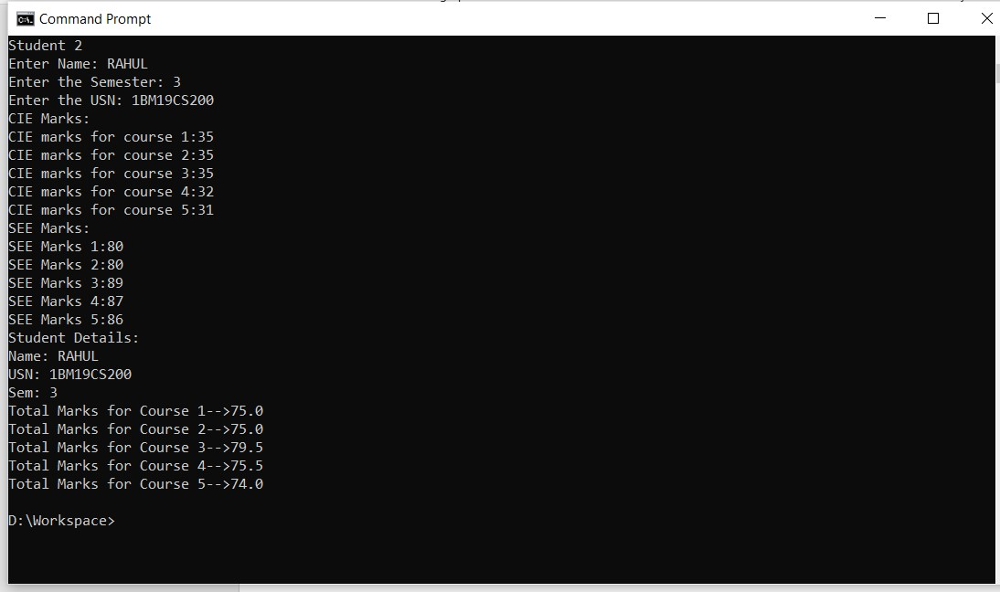 Command Prompt
Student 2
Enter Name: RAHUL
Enter the Semester: 3
Enter the USN: 1BM19CS200
CIE Marks:
CIE marks for course 1:35
CIE marks for course 2:35
CIE marks for course 3:35
CIE marks for course 4:32
CIE marks for course 5:31
SEE Marks:
SEE Marks 1:80
SEE Marks 2:80
SEE Marks 3:89
SEE Marks 4:87
SEE Marks 5:86
Student Details:
Name: RAHUL
USN: 1BM19CS200
Sem: 3
Total Marks for Course 1-->75.0
Total Marks for Course 2-->75.0
Total Marks for Course 3-->79.5
Total Marks for Course 4-->75.5
Total Marks for Course 5-->74.0
D:\Workspace>